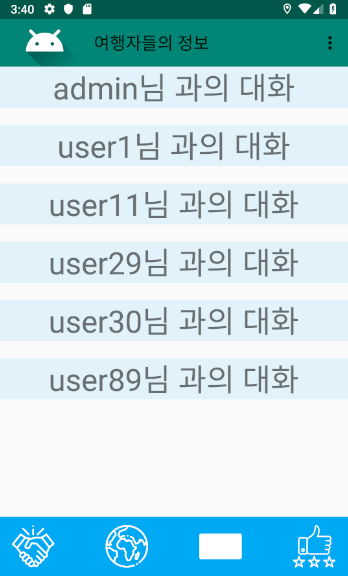 3:40
여행자들의 정보
admin님 과의 대화
user1님 과의 대화
user11님 과의 대화
user29님 과의 대화
user30님 과의 대화
user89님 과의 대화